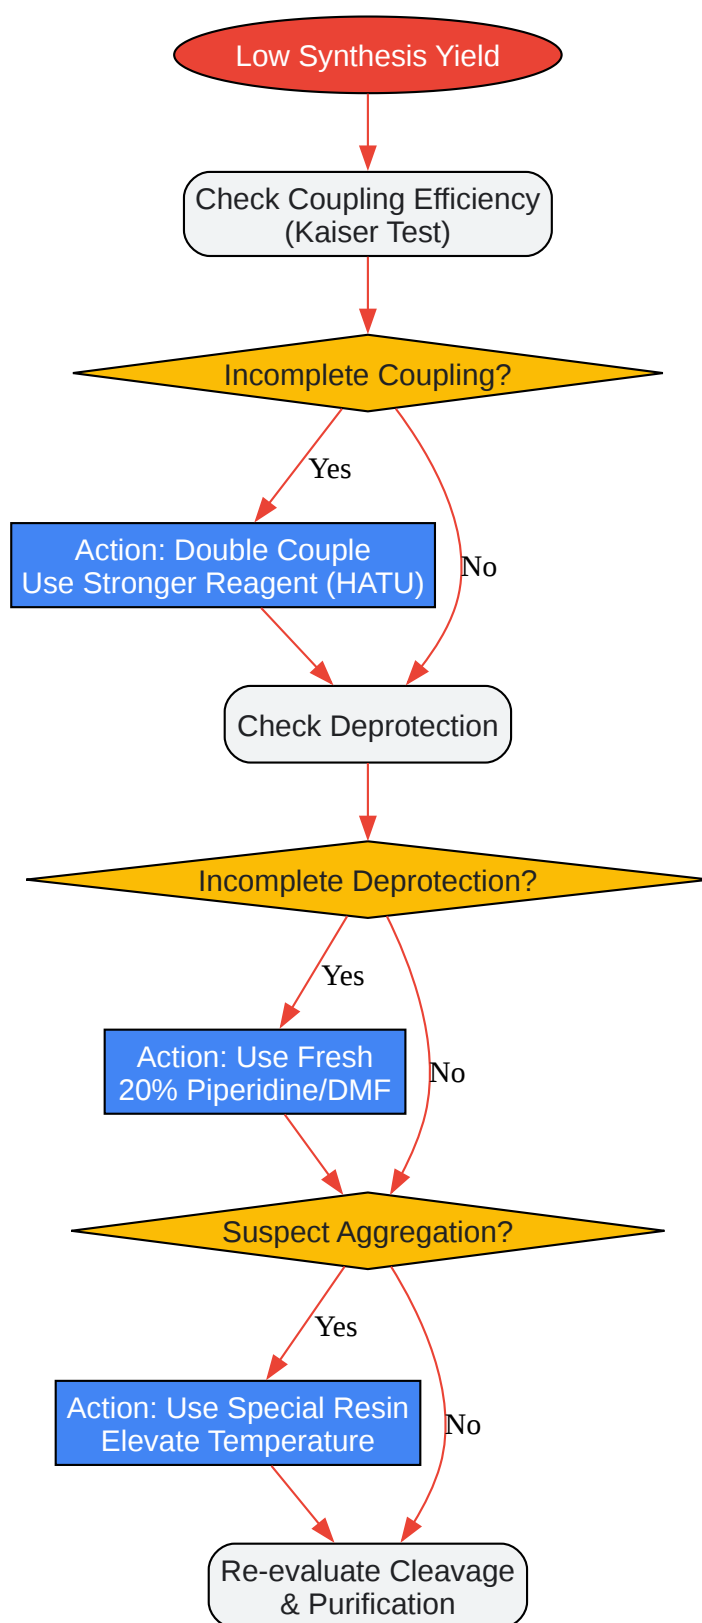 Low Synthesis Yield
Check Coupling Efficiency
(Kaiser Test)
Incomplete Coupling?
Yes
Action: Double Couple
Use Stronger Reagent (HATU)
No
Check Deprotection
Incomplete Deprotection?
Yes
Action: Use Fresh
20% Piperidine/DMF
No
Suspect Aggregation?
Yes
Action: Use Special Resin
Elevate Temperature
No
Re-evaluate Cleavage
& Purification